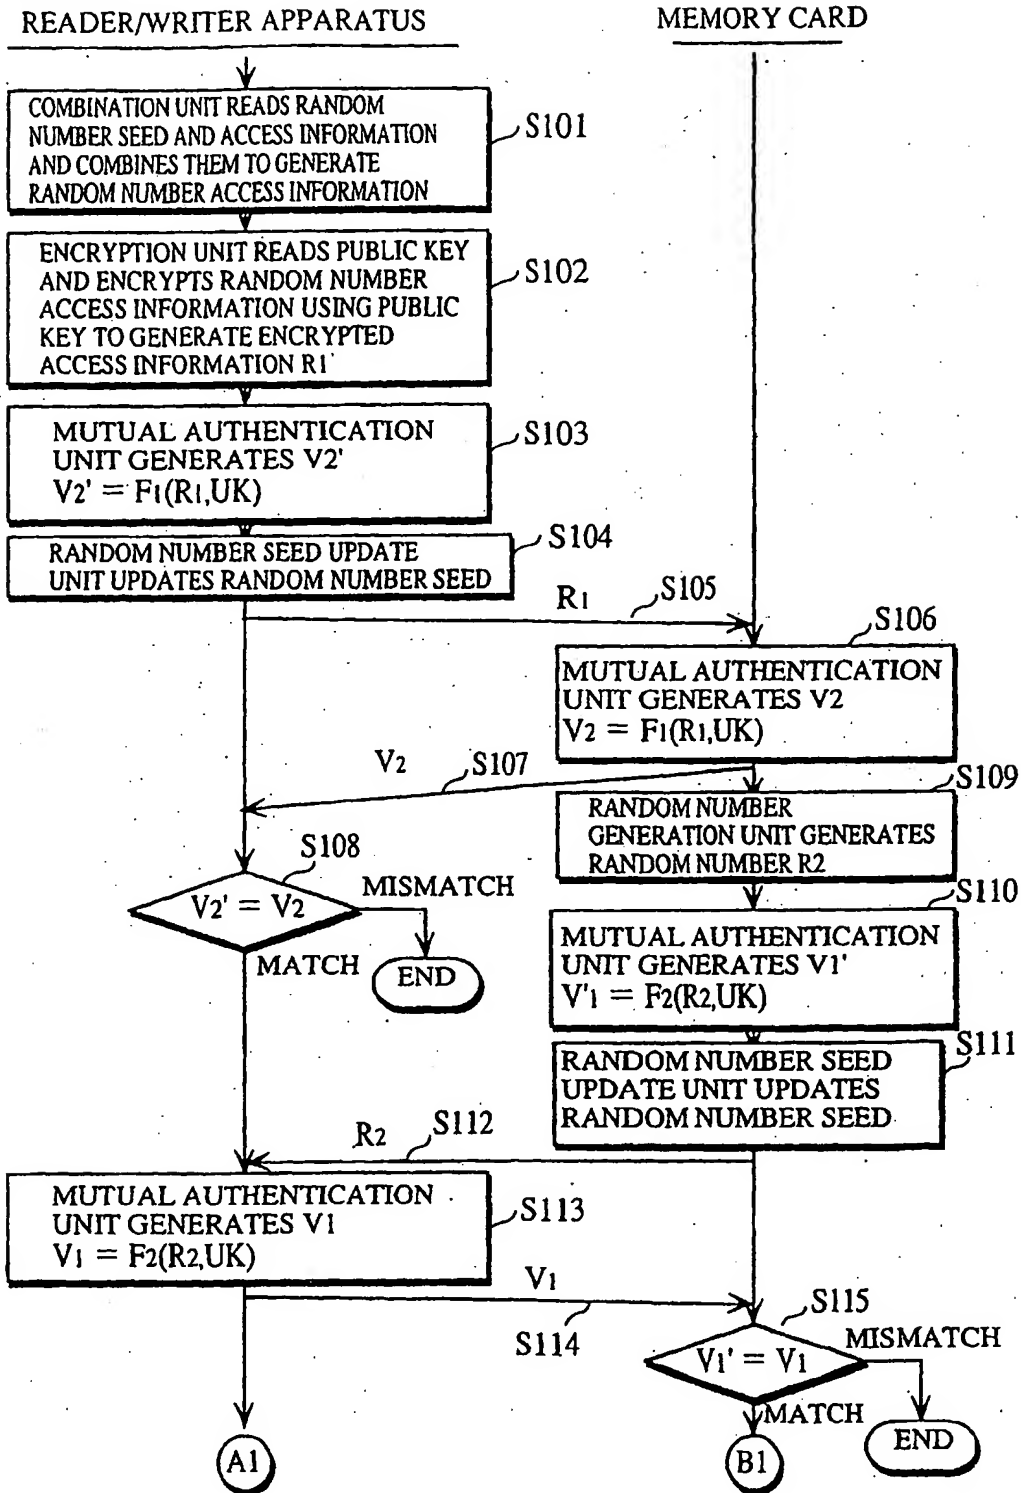 READER/WRITER APPARATUS
MEMORY CARD
COMBINATION UNIT READS RANDOM
NUMBER SEED AND ACCESS INFORMATION
AND COMBINES THEM TO GENERATE
RANDOM NUMBER ACCESS INFORMATION
S101
ENCRYPTION UNIT READS PUBLIC KEY
AND ENCRYPTS RANDOM NUMBER
ACCESS INFORMATION USING PUBLIC
KEY TO GENERATE ENCRYPTED
ACCESS INFORMATION R1
S102
MUTUAL AUTHENTICATION
UNIT GENERATES V2'
V2' = F1(R1,UK)
S103
RANDOM NUMBER SEED UPDATE
UNIT UPDATES RANDOM NUMBER SEED
S104
R1
S105
S106
MUTUAL AUTHENTICATION
UNIT GENERATES V2
V2 = F1(R1,UK)
V2
S107
S108
V2' = V2
MISMATCH
MATCH
END
S109
RANDOM NUMBER
GENERATION UNIT GENERATES
RANDOM NUMBER R2
S110
MUTUAL AUTHENTICATION
UNIT GENERATES V1'
V'1 = F2(R2,UK)
S111
RANDOM NUMBER SEED
UPDATE UNIT UPDATES
RANDOM NUMBER SEED
R2
S112
MUTUAL AUTHENTICATION
UNIT GENERATES V1
V1 = F2(R2,UK)
S113
V1
S114
S115
V1' = V1
MISMATCH
MATCH
END
A1
B1